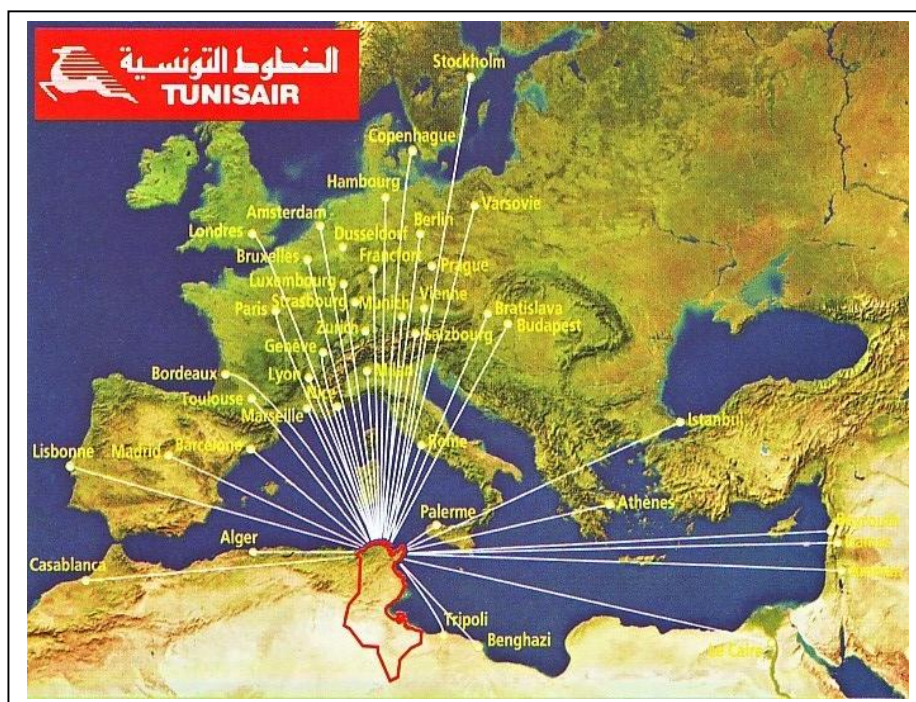 الخطوط التونسية
TUNISAIR
Stockholm
Copenhague
Hambourg
Varsovie
Amsterdam
Londres
Berlin
Dusseldorf
Bruxelles
Francfort
Prague
Luxembourg
Vienne
Strasbourg
Munich
Paris
Bratislava
Budapest
Zurich
Salzbourg
Genève
Bordeaux
Lyon
Milan
Toulouse
Nice
Marseille
Istanbul
Lisbonne
Madrid
Barcelone
Rome
Athènes
Palerme
Beyrouth
Damas
Alger
Casablanca
Tripoli
Benghazi
Le Caire